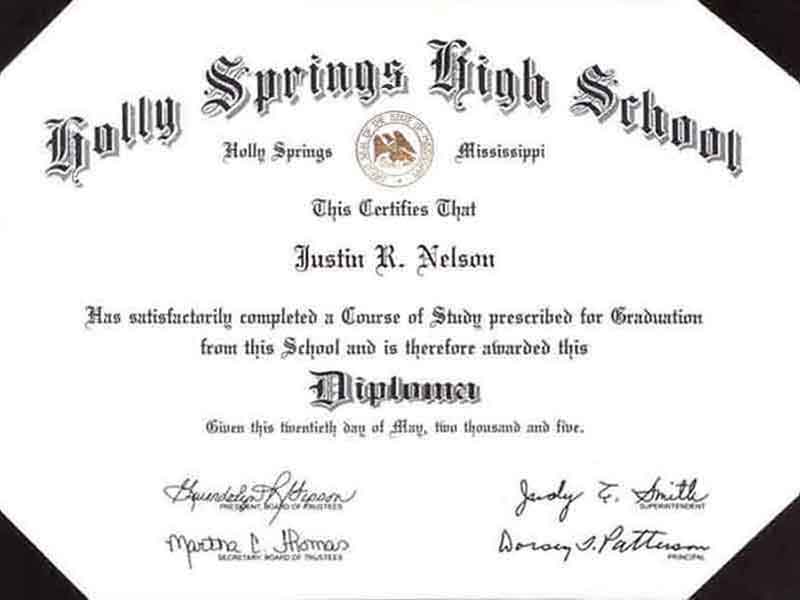 Holly Springs High School
Holly Springs
Mississippi
This Certifies That
Justin R. Nelson
Has satisfactorily completed a Course of Study prescribed for Graduation
from this School and is therefore awarded this
Diploma
Given this twentieth day of May, two thousand and five.
PRESIDENT, BOARD OF TRUSTEES
Judy E. Smith
SUPERINTENDENT
Martha C. Thomas
SECRETARY BOARD OF TRUSTEES
Dorsey T. Patterson
PRINCIPAL